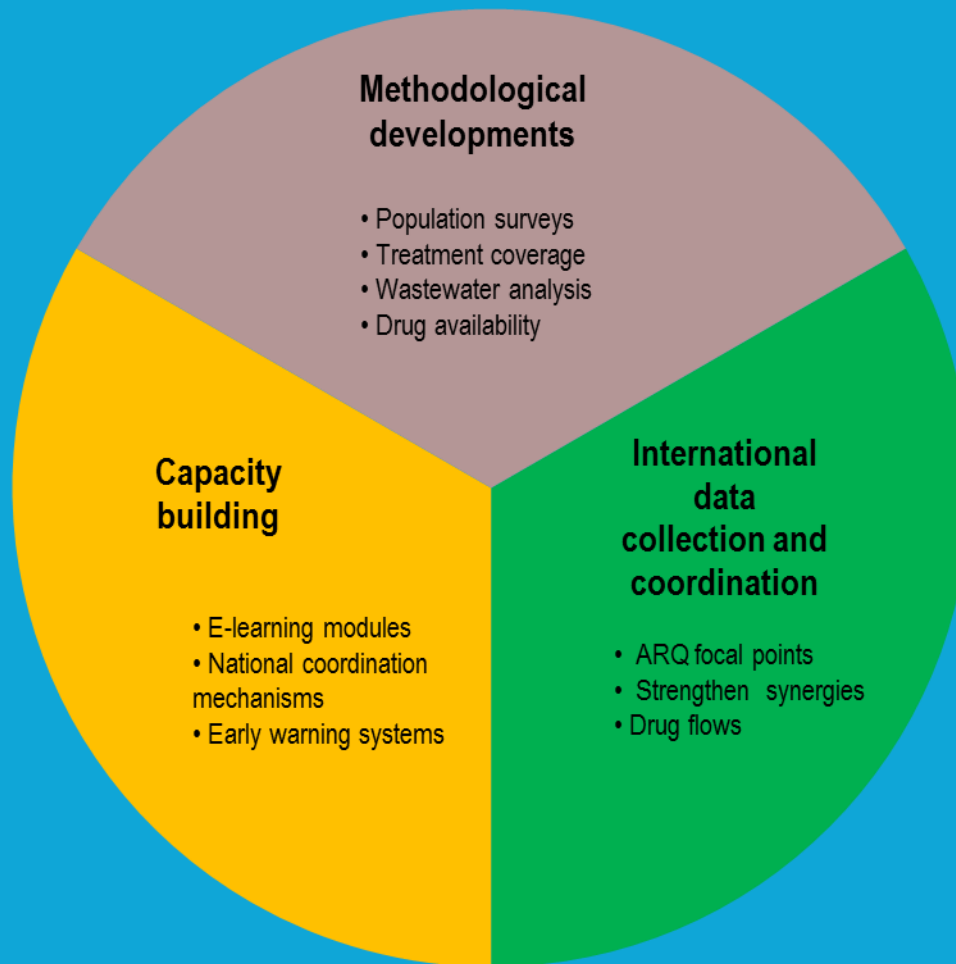 Methodological
developments
• Population surveys
• Treatment coverage
• Wastewater analysis
• Drug availability
Capacity
building
• E-learning modules
• National coordination
mechanisms
• Early warning systems
International
data
collection and
coordination
• ARQ focal points
• Strengthen synergies
• Drug flows